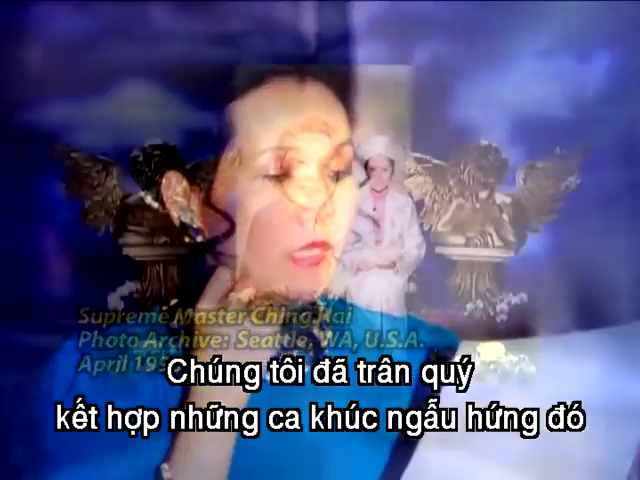 Supreme Master Ching Hai
Photo Archive: Seattle, WA, U.S.A.
April
Chúng tôi đã trân quý
kết hợp những ca khúc ngẫu hứng đó